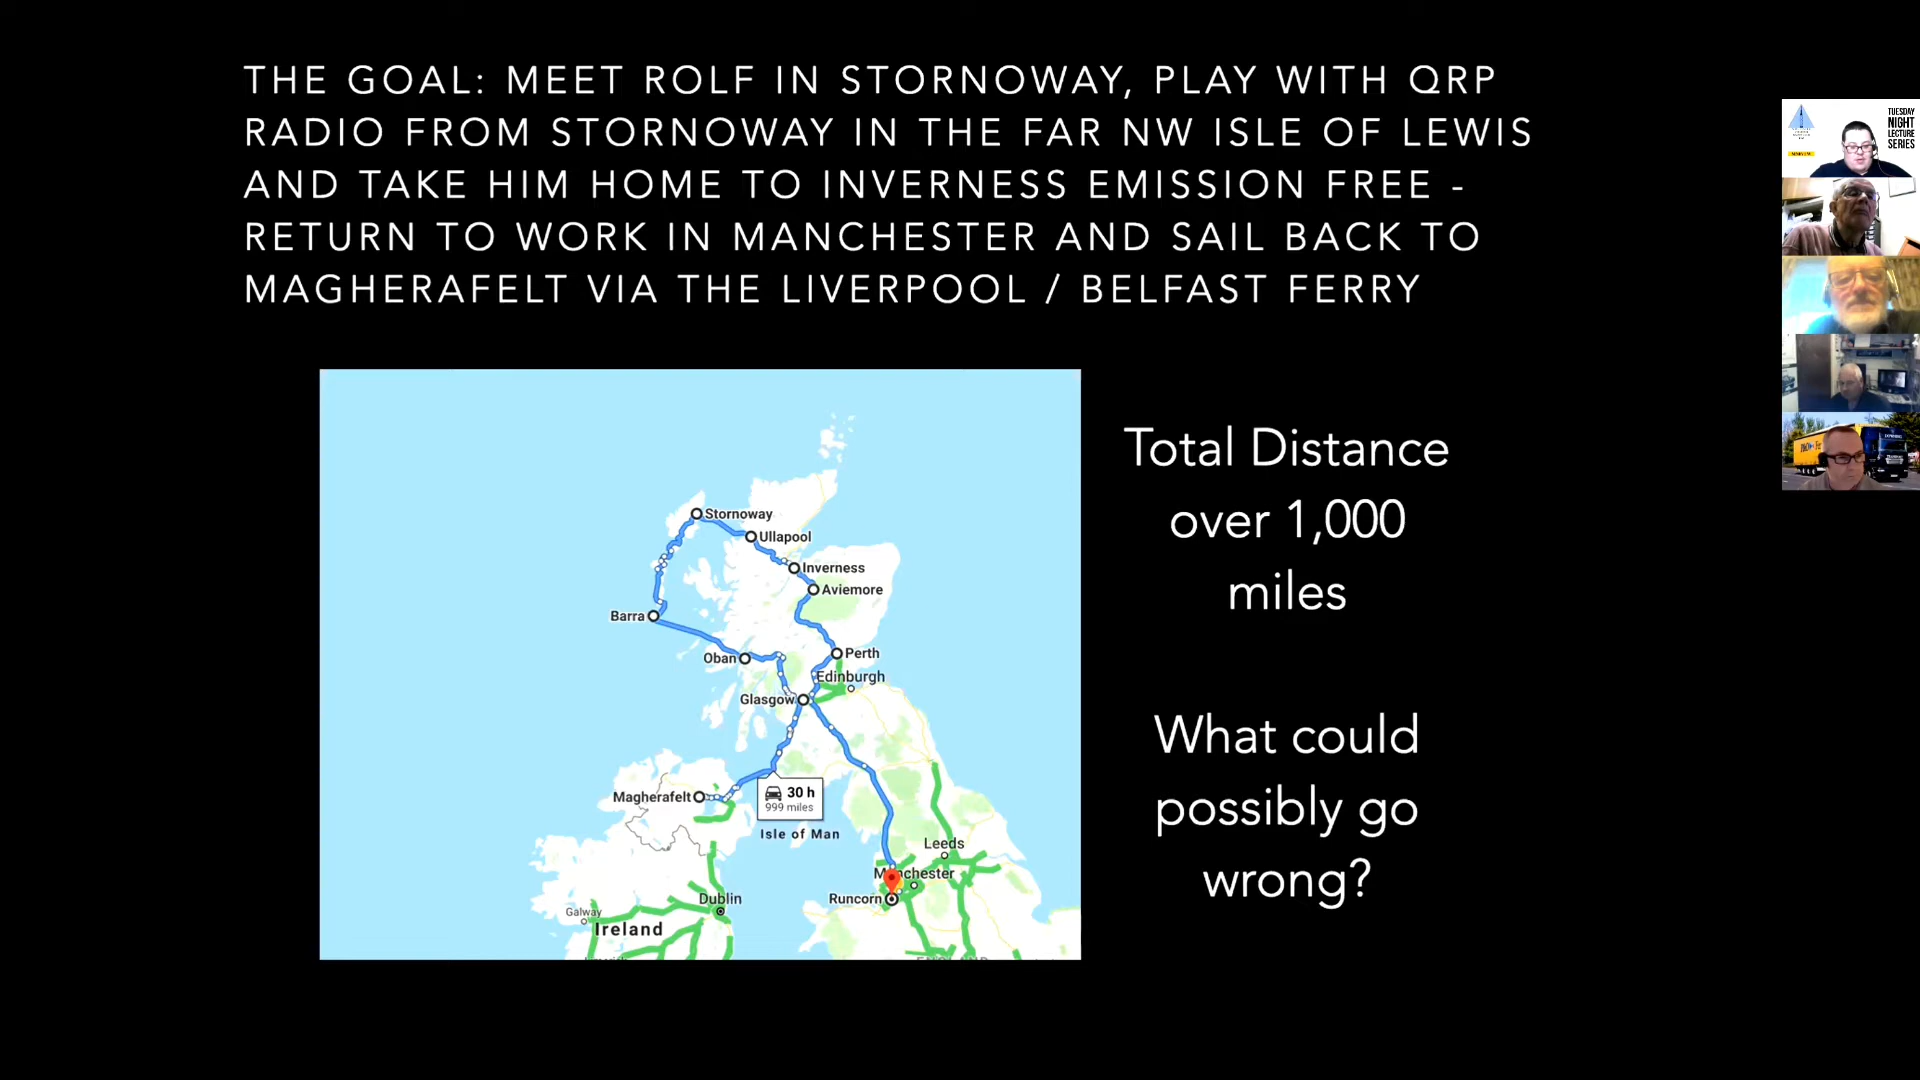 THE GOAL: MEET ROLF IN STORNOWAY, PLAY WITH QRP
RADIO FROM STORNOWAY IN THE FAR NW ISLE OF LEWIS
AND TAKE HIM HOME TO INVERNESS EMISSION FREE -
RETURN TO WORK IN MANCHESTER AND SAIL BACK TO
MAGHERAFELT VIA THE LIVERPOOL / BELFAST FERRY
Stornoway
Ullapool
Inverness
Aviemore
Barra
Oban
Perth
Edinburgh
Glasgow
Magherafelt
30 h
999 miles
Isle of Man
Leeds
Manchester
Runcorn
Dublin
Galway
Ireland
Total Distance
over 1,000
miles
What could
possibly go
wrong?
TUESDAY
NIGHT
LECTURE
SERIES